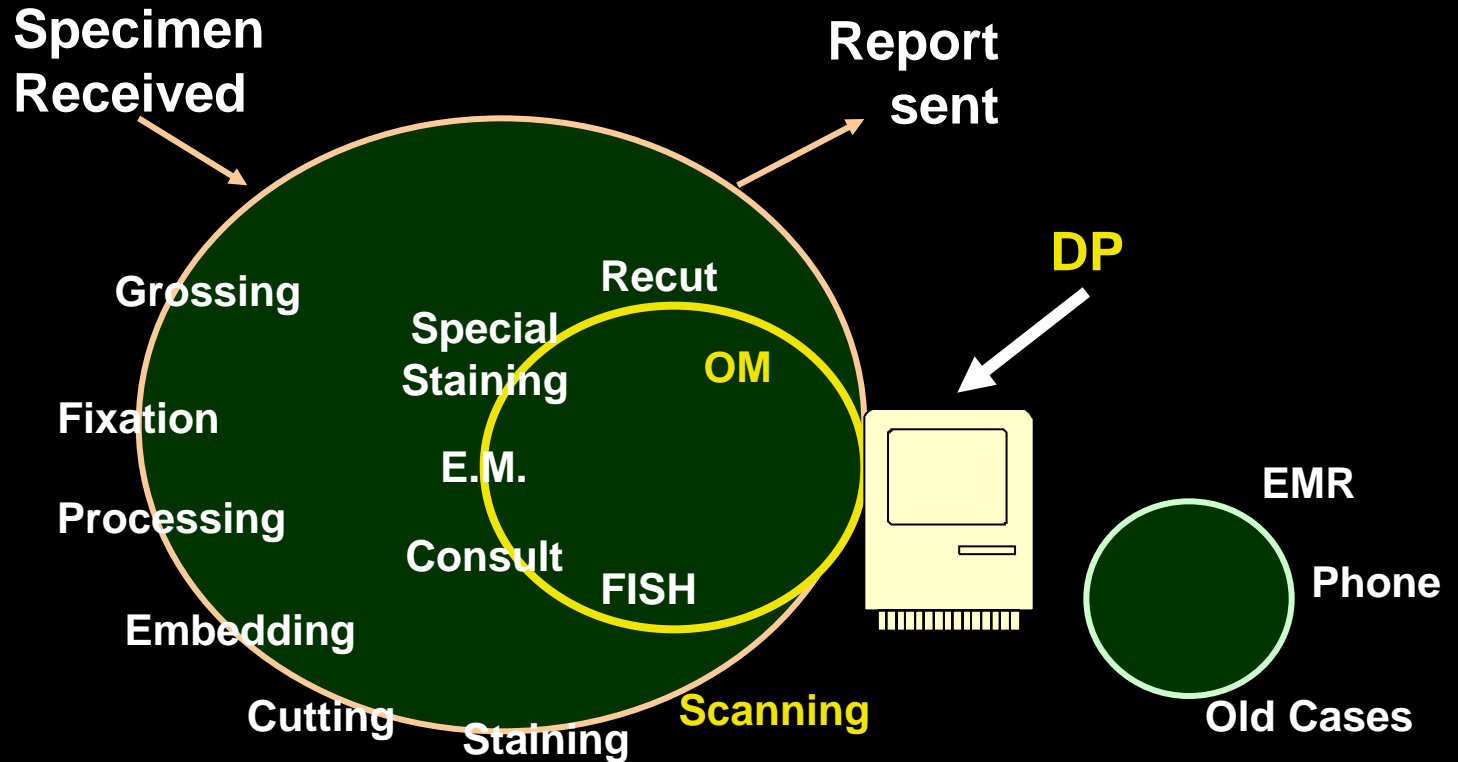 Specimen
Received
Report
sent
DP
Grossing
Recut
Special
Staining
OM
Fixation
E.M.
EMR
Processing
Consult
FISH
Phone
Embedding
Cutting
Staining
Scanning
Old Cases